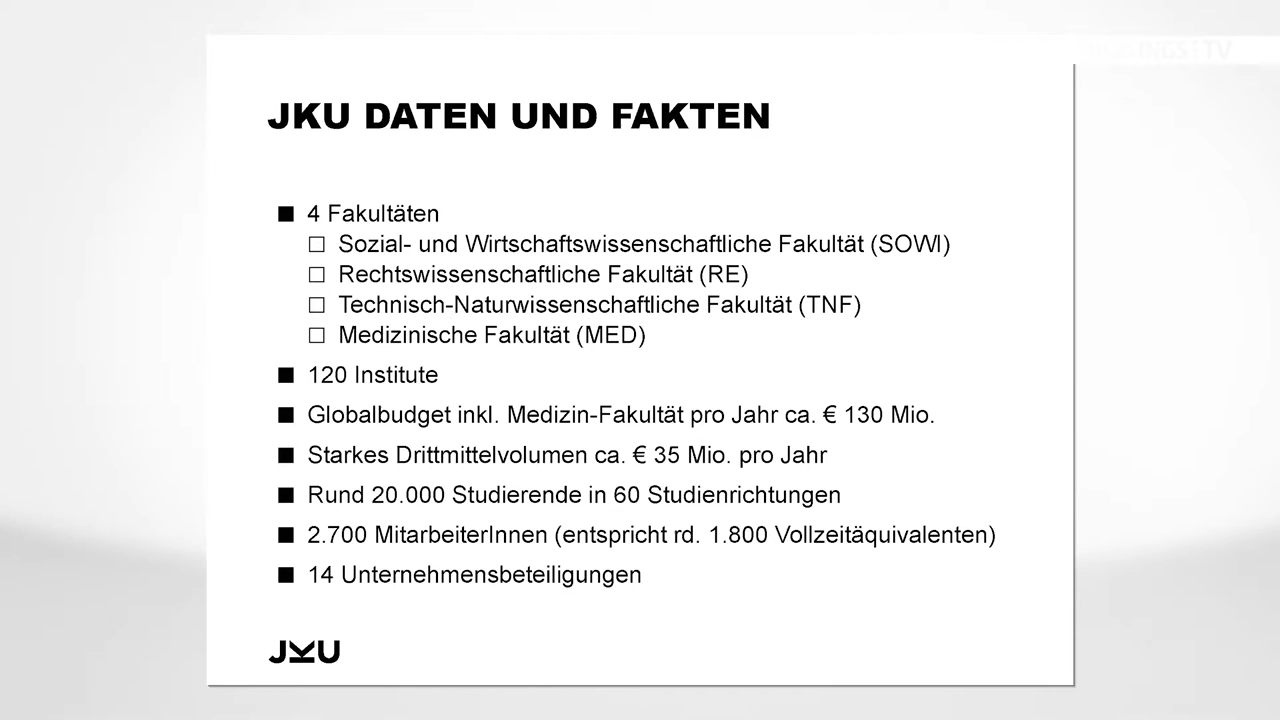 JKU DATEN UND FAKTEN
■ 4 Fakultäten
□ Sozial- und Wirtschaftswissenschaftliche Fakultät (SOWI)
□ Rechtswissenschaftliche Fakultät (RE)
□ Technisch-Naturwissenschaftliche Fakultät (TNF)
□ Medizinische Fakultät (MED)
■ 120 Institute
■ Globalbudget inkl. Medizin-Fakultät pro Jahr ca. € 130 Mio.
■ Starkes Drittmittelvolumen ca. € 35 Mio. pro Jahr
■ Rund 20.000 Studierende in 60 Studienrichtungen
■ 2.700 MitarbeiterInnen (entspricht rd. 1.800 Vollzeitäquivalenten)
■ 14 Unternehmensbeteiligungen
JKU